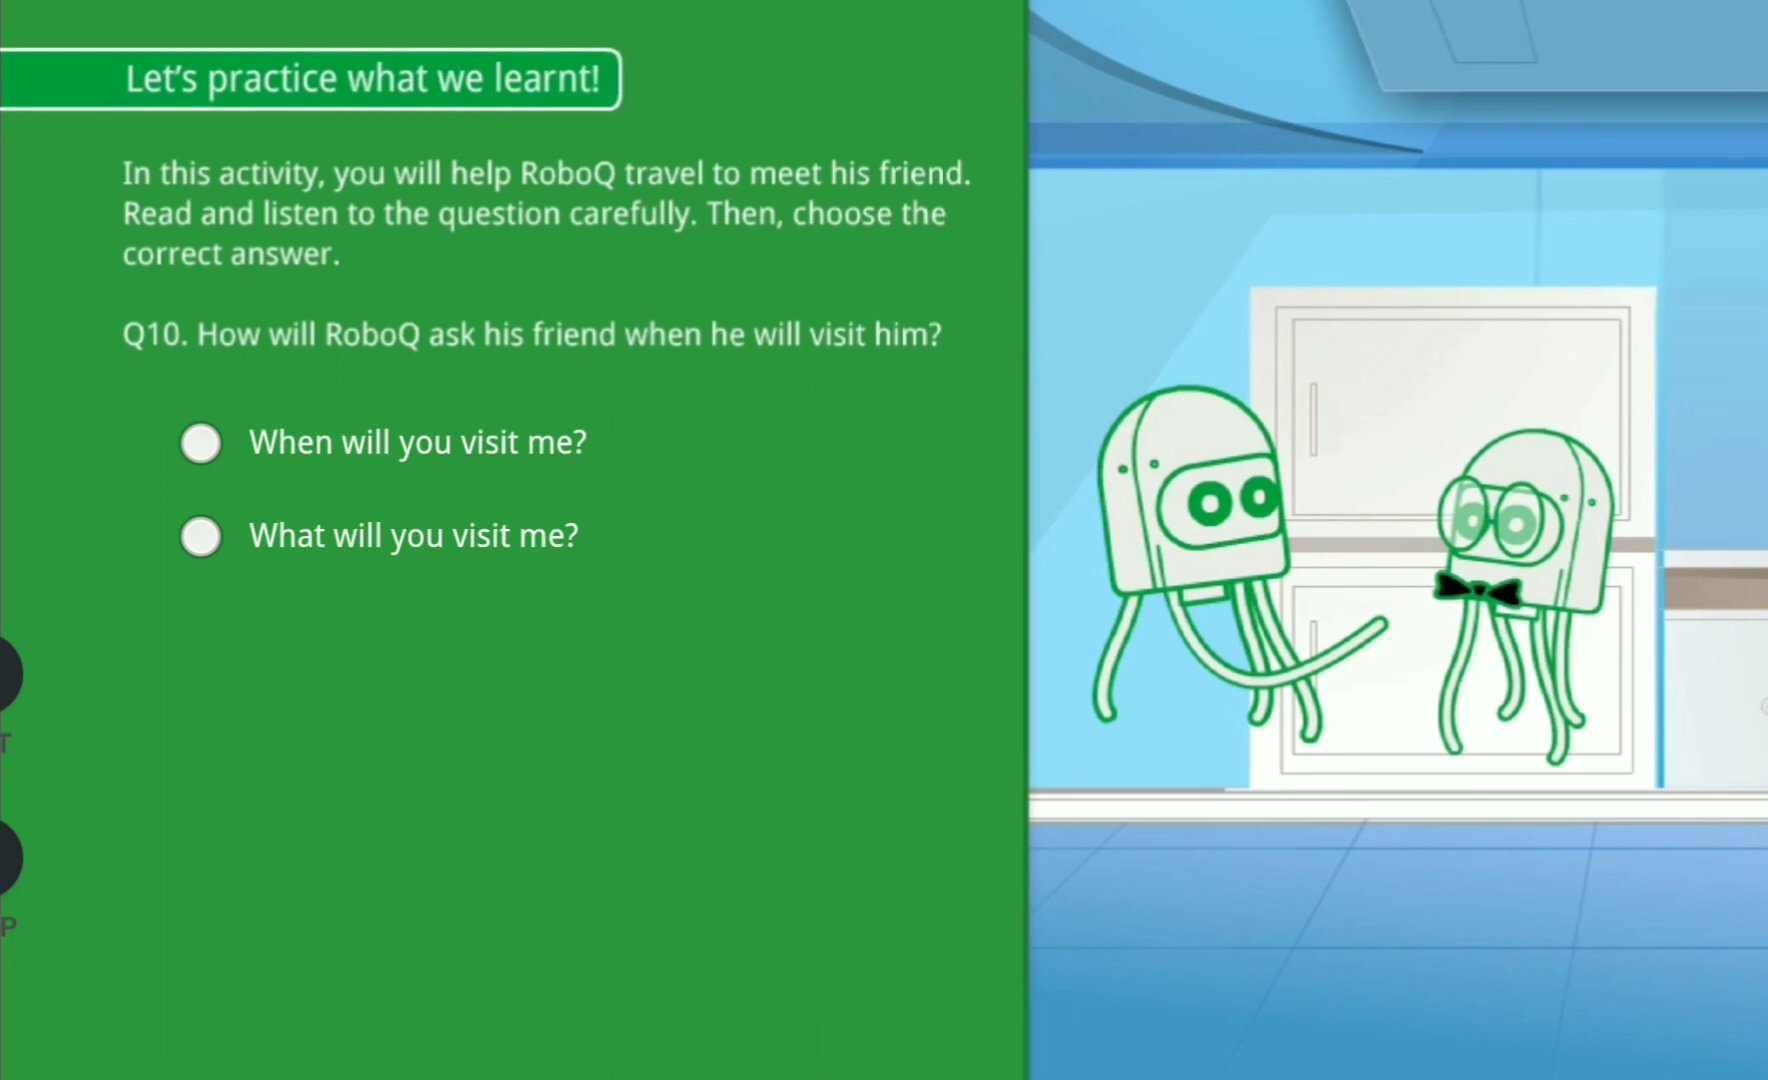 Let's practice what we learnt!
In this activity, you will help RoboQ travel to meet his friend.
Read and listen to the question carefully. Then, choose the
correct answer.
Q10. How will RoboQ ask his friend when he will visit him?
When will you visit me?
What will you visit me?
T
P